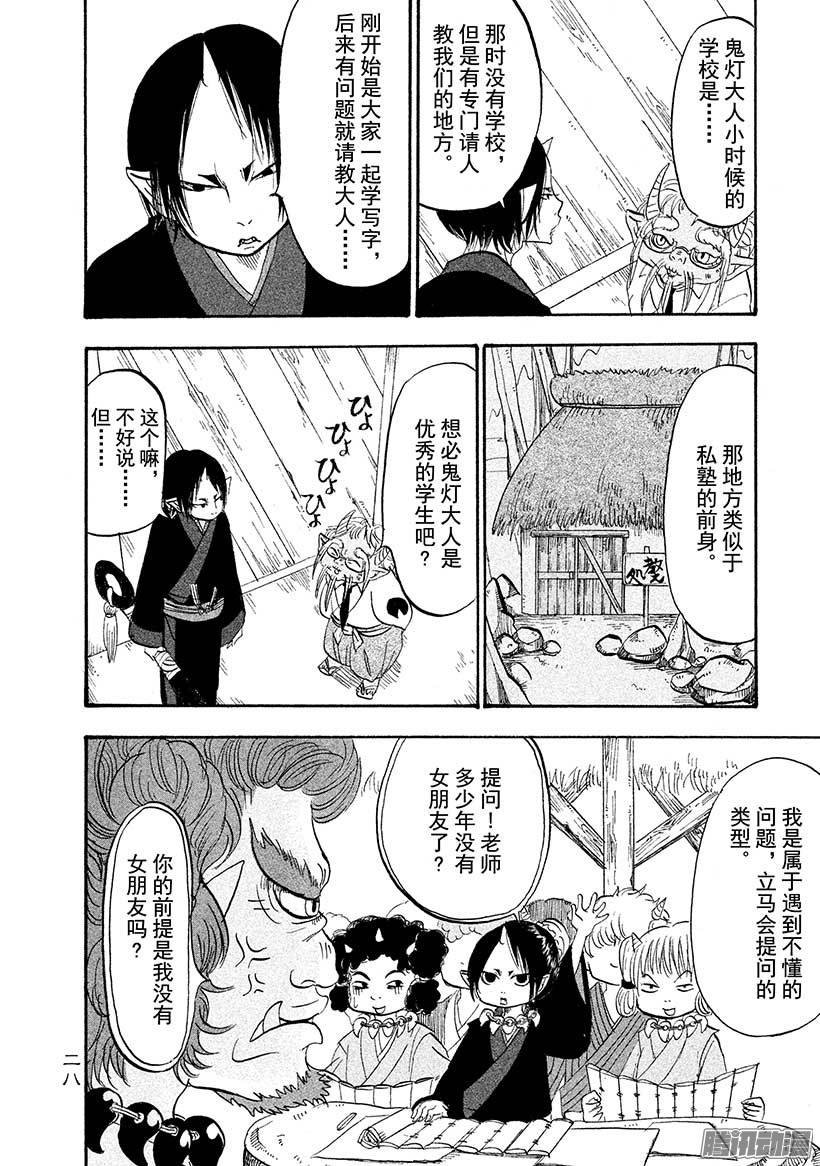 鬼灯大人小时候的
学校是……
那时没有学校，
但是有专门请人
教我们的地方。
刚开始是大家一起学写字，
后来有问题就请教大人……
那地方类似于
私塾的前身。
教え処
想必鬼灯大人是
优秀的学生吧？
ひょ
ひょ
ひょ
ひょ
这个嘛，
不好说……
但……
我是属于遇到不懂的
问题，立马会提问的
类型。
提问！老师
多少年没有
女朋友了？
你的前提是我没有
女朋友吗？
二八
腾讯动漫